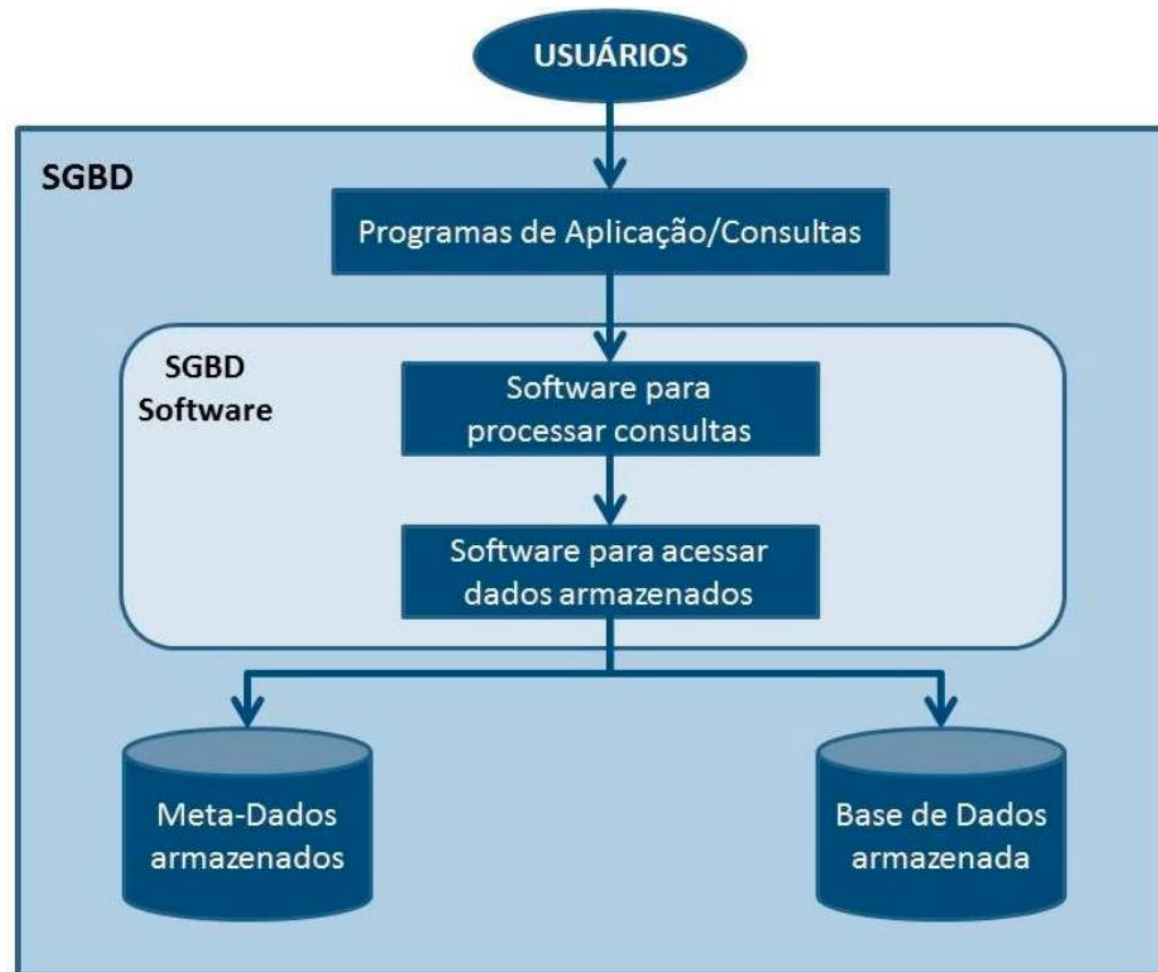 USUÁRIOS
SGBD
Programas de Aplicação/Consultas
SGBD
Software
Software para
processar consultas
Software para acessar
dados armazenados
Meta-Dados
armazenados
Base de Dados
armazenada